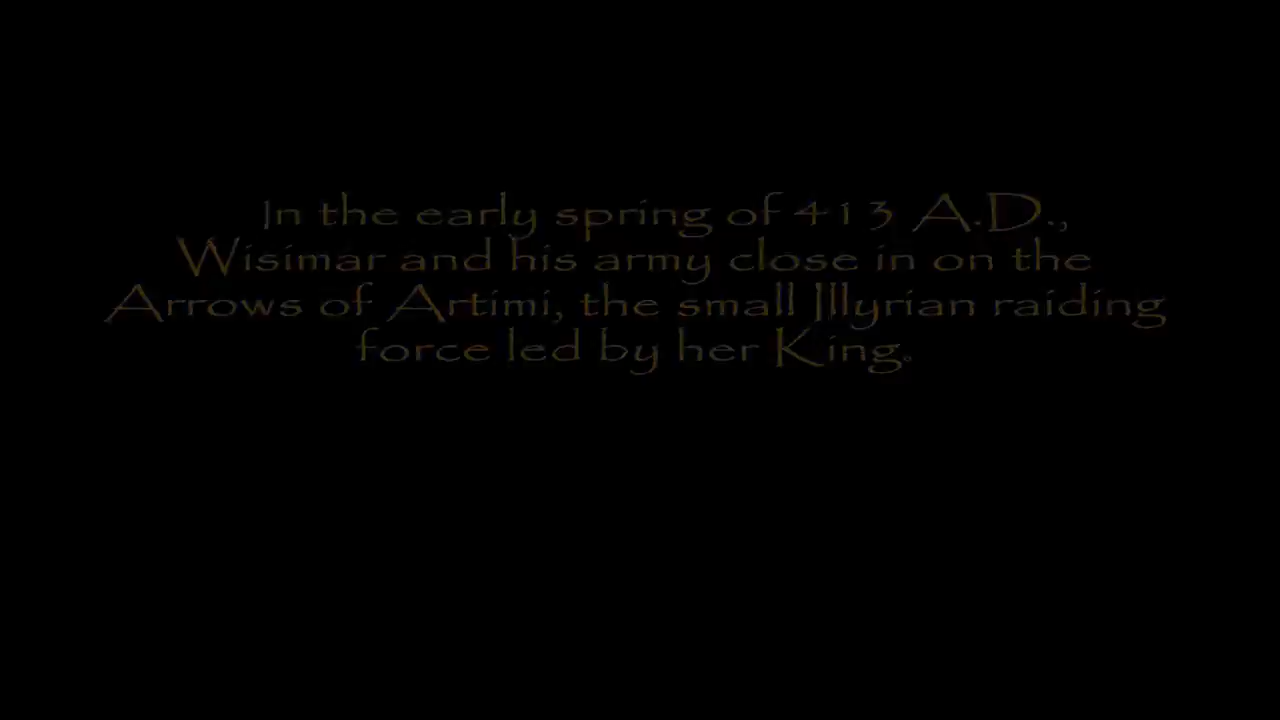 In the early spring of 413 A.D.,
Wisimar and his army close in on the
Arrows of Artimi, the small Illyrian raiding
force led by her King.